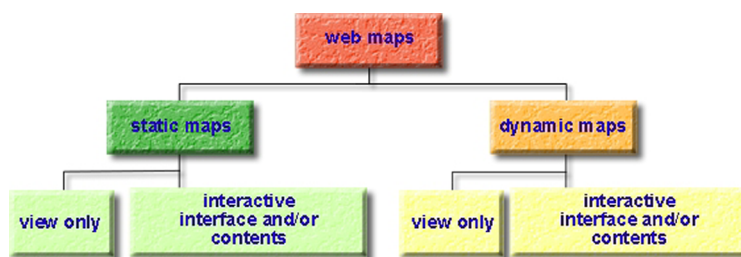 web maps
static maps
dynamic maps
view only
interactive
interface and/or
contents
view only
interactive
interface and/or
contents